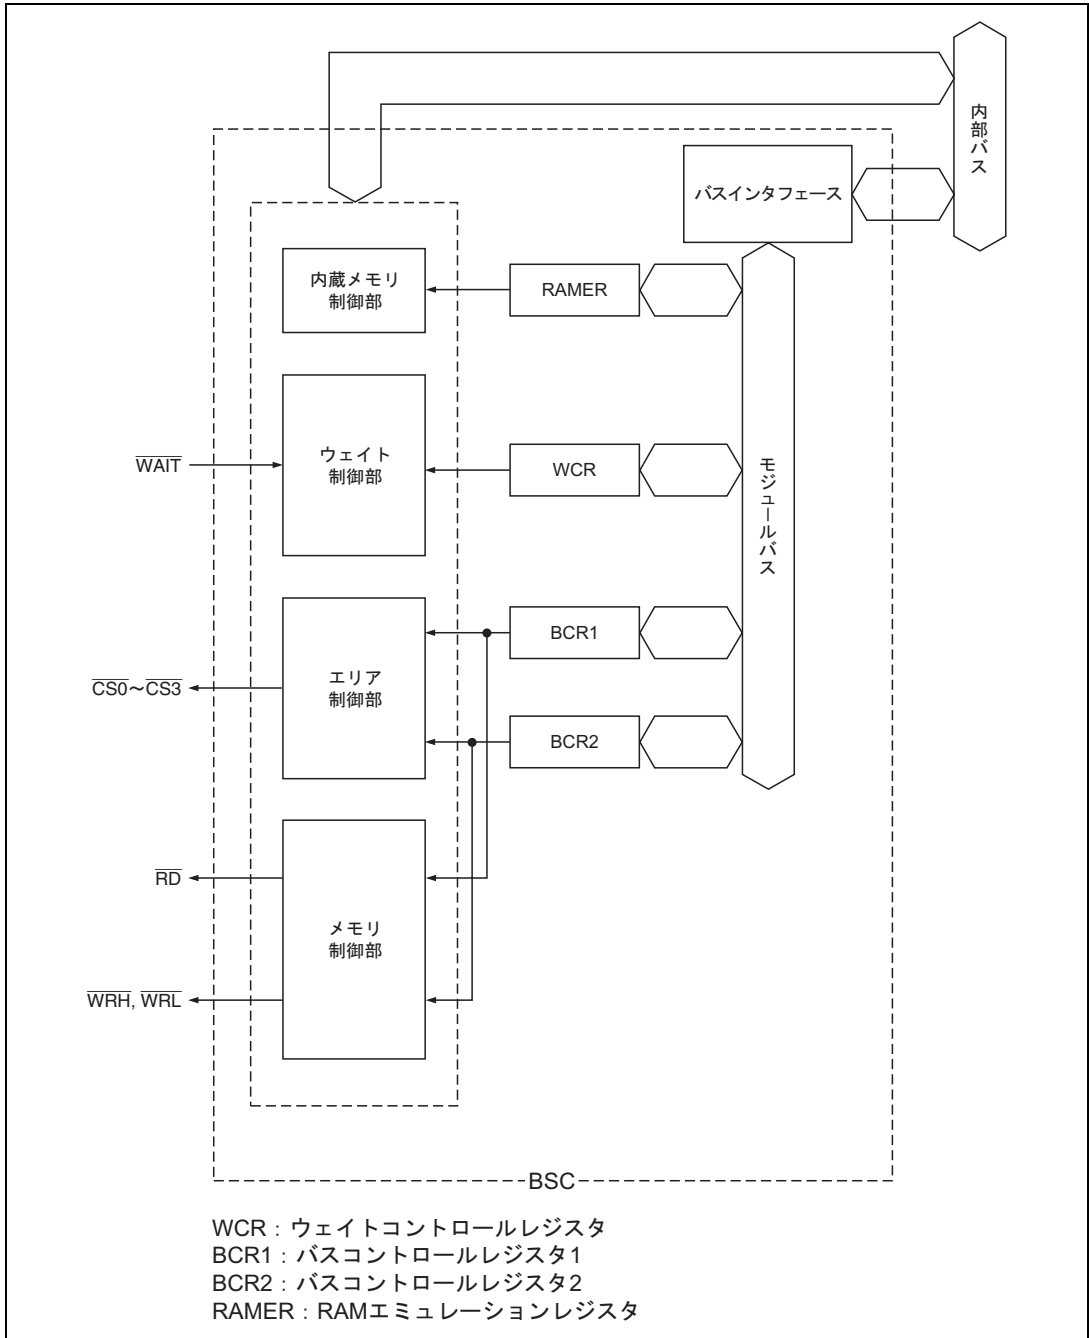 内部バス
バスインタフェース
内蔵メモリ
制御部
RAMER
WAIT
ウェイト
制御部
WCR
モジュールバス
BCR1
CS0~CS3
エリア
制御部
BCR2
RD
メモリ
制御部
WRH, WRL
BSC
WCR:ウェイトコントロールレジスタ
BCR1:バスコントロールレジスタ1
BCR2:バスコントロールレジスタ2
RAMER:RAMエミュレーションレジスタ